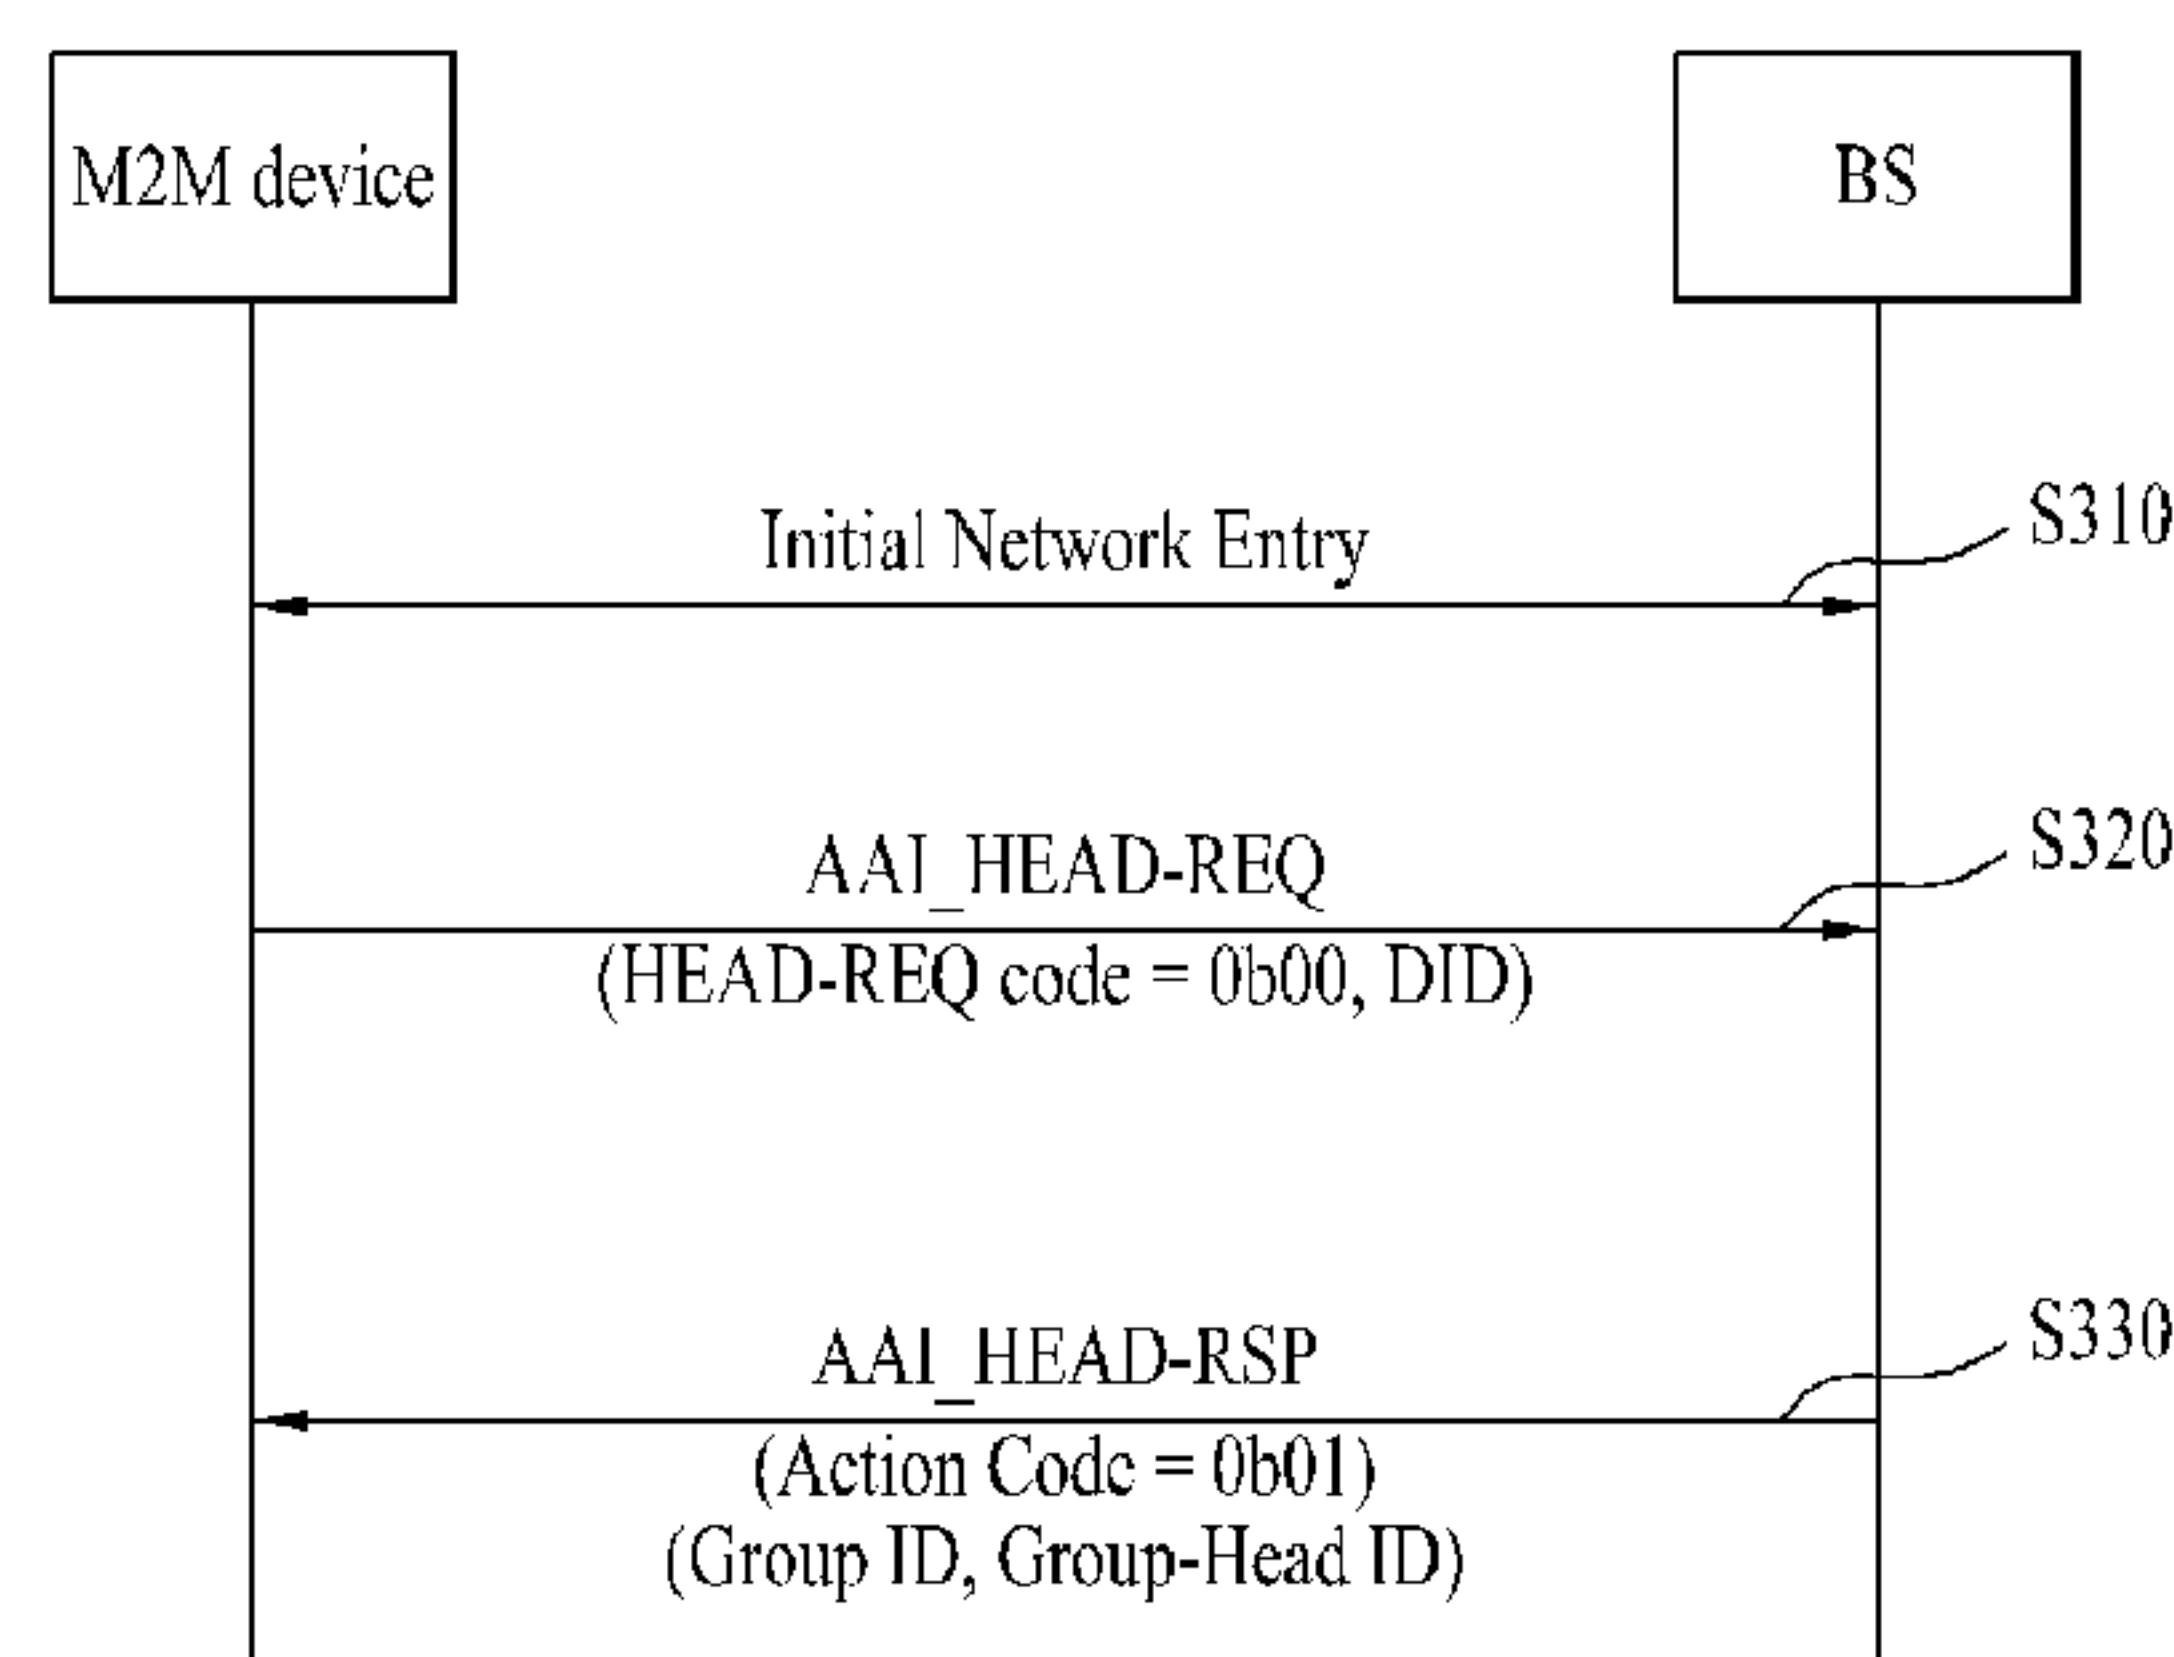 M2M device
BS
Initial Network Entry
S310
AAI_HEAD-REQ
S320
(HEAD-REQ code = 0b00, DID)
AAI_HEAD-RSP
S330
(Action Code = 0b01)
(Group ID, Group-Head ID)